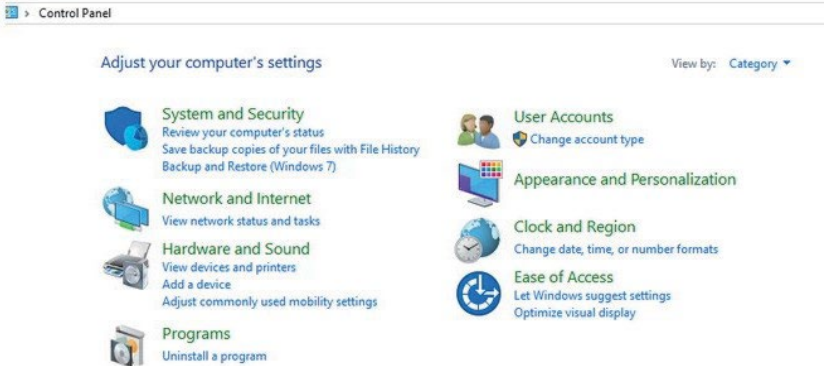 > Control Panel
Adjust your computer's settings
View by: Category
System and Security
Review your computer's status
Save backup copies of your files with File History
Backup and Restore (Windows 7)
Network and Internet
View network status and tasks
Hardware and Sound
View devices and printers
Add a device
Adjust commonly used mobility settings
Programs
Uninstall a program
User Accounts
Change account type
Appearance and Personalization
Clock and Region
Change date, time, or number formats
Ease of Access
Let Windows suggest settings
Optimize visual display